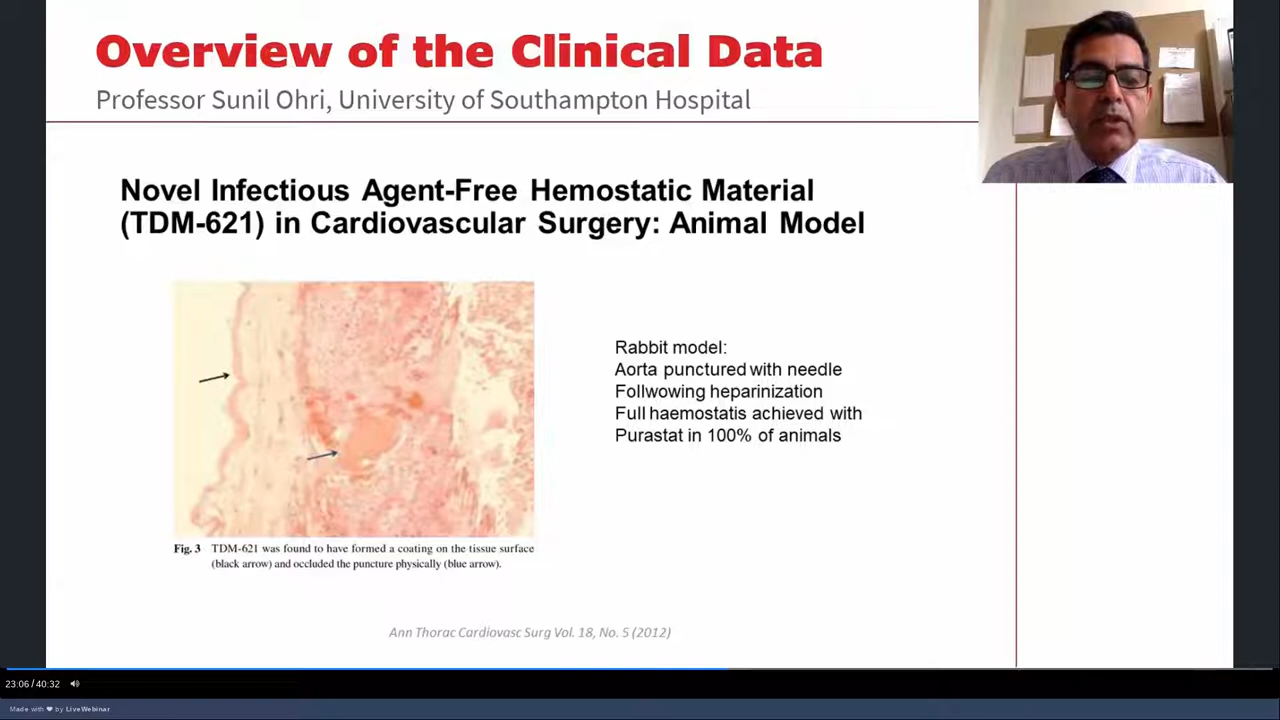 Overview of the Clinical Data
Professor Sunil Ohri, University of Southampton Hospital
Novel Infectious Agent-Free Hemostatic Material
(TDM-621) in Cardiovascular Surgery: Animal Model
Rabbit model:
Aorta punctured with needle
Follwowing heparinization
Full haemostatis achieved with
Purastat in 100% of animals
Fig. 3 TDM-621 was found to have formed a coating on the tissue surface
(black arrow) and occluded the puncture physically (blue arrow).
Ann Thorac Cardiovasc Surg Vol. 18, No. 5 (2012)
23:06 / 40:32
Made with ❤ by LiveWebinar